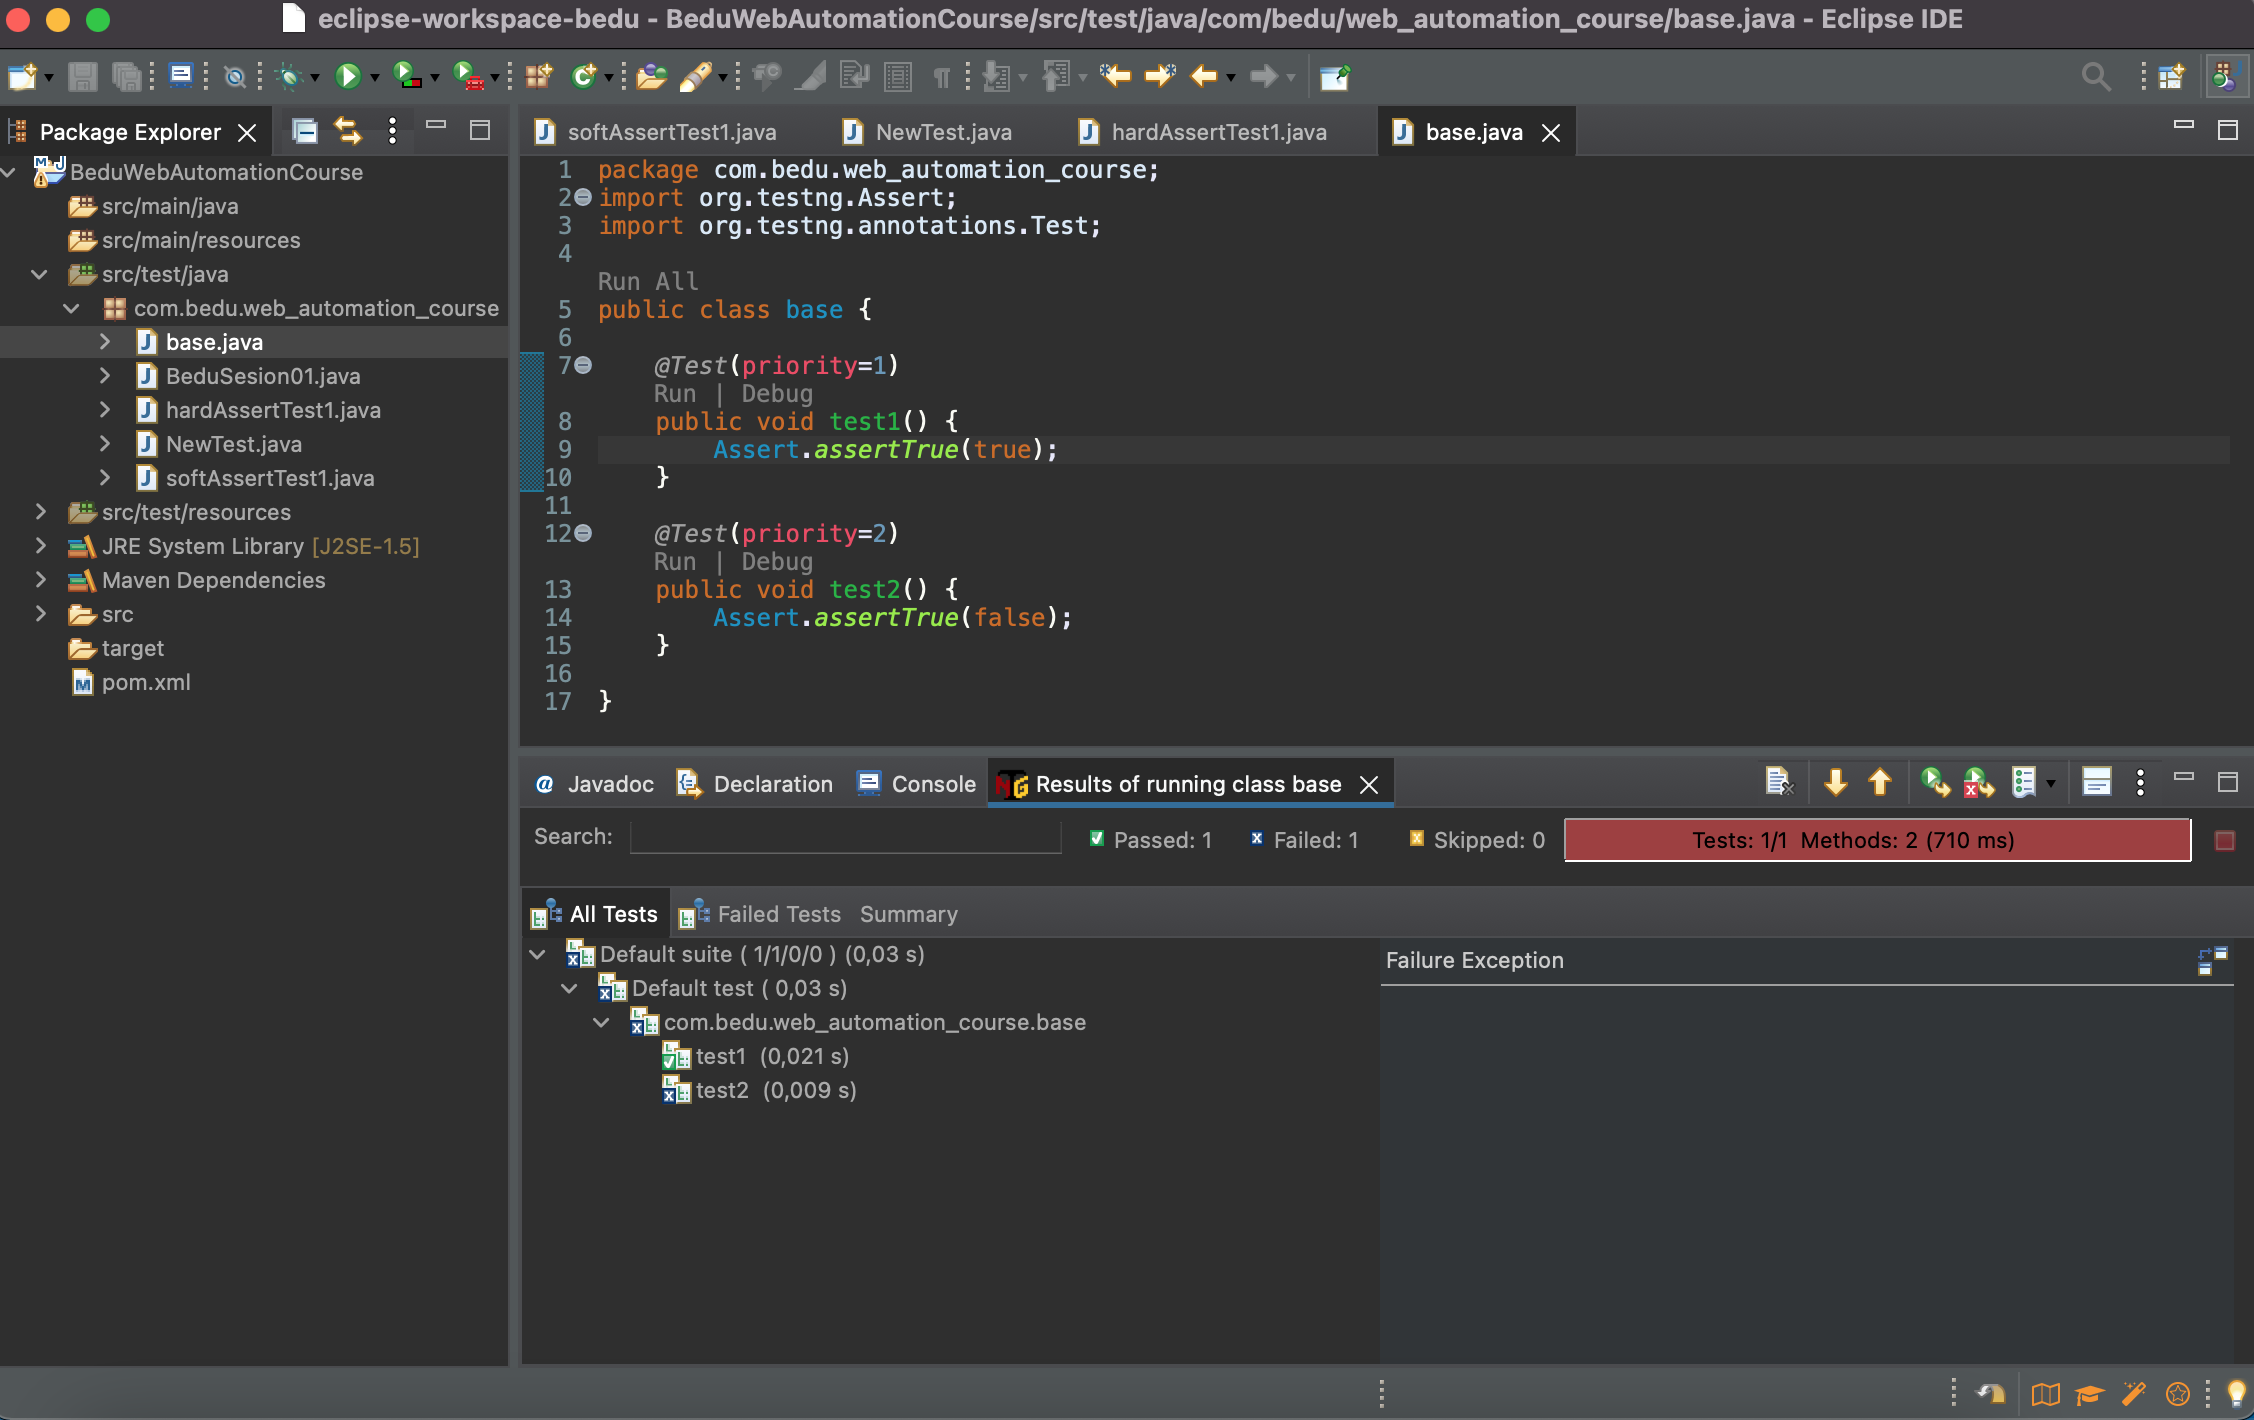 eclipse-workspace-bedu - BeduWebAutomationCourse/src/test/java/com/bedu/web_automation_course/base.java - Eclipse IDE
Package Explorer
BeduWebAutomationCourse
src/main/java
src/main/resources
src/test/java
com.bedu.web_automation_course
base.java
BeduSesion01.java
hardAssertTest1.java
NewTest.java
softAssertTest1.java
src/test/resources
JRE System Library [J2SE-1.5]
Maven Dependencies
src
target
pom.xml
softAssertTest1.java NewTest.java hardAssertTest1.java base.java
1 package com.bedu.web_automation_course;
2 import org.testng.Assert;
3 import org.testng.annotations.Test;
4
Run All
5 public class base {
6
7 @Test(priority=1)
Run | Debug
8 public void test1() {
9 Assert.assertTrue(true);
10 }
11
12 @Test(priority=2)
Run | Debug
13 public void test2() {
14 Assert.assertTrue(false);
15 }
16
17 }
@ Javadoc Declaration Console Results of running class base
Search: Passed: 1 Failed: 1 Skipped: 0 Tests: 1/1 Methods: 2 (710 ms)
All Tests Failed Tests Summary
Default suite ( 1/1/0/0 ) (0,03 s)
Default test ( 0,03 s)
com.bedu.web_automation_course.base
test1 (0,021 s)
test2 (0,009 s)
Failure Exception